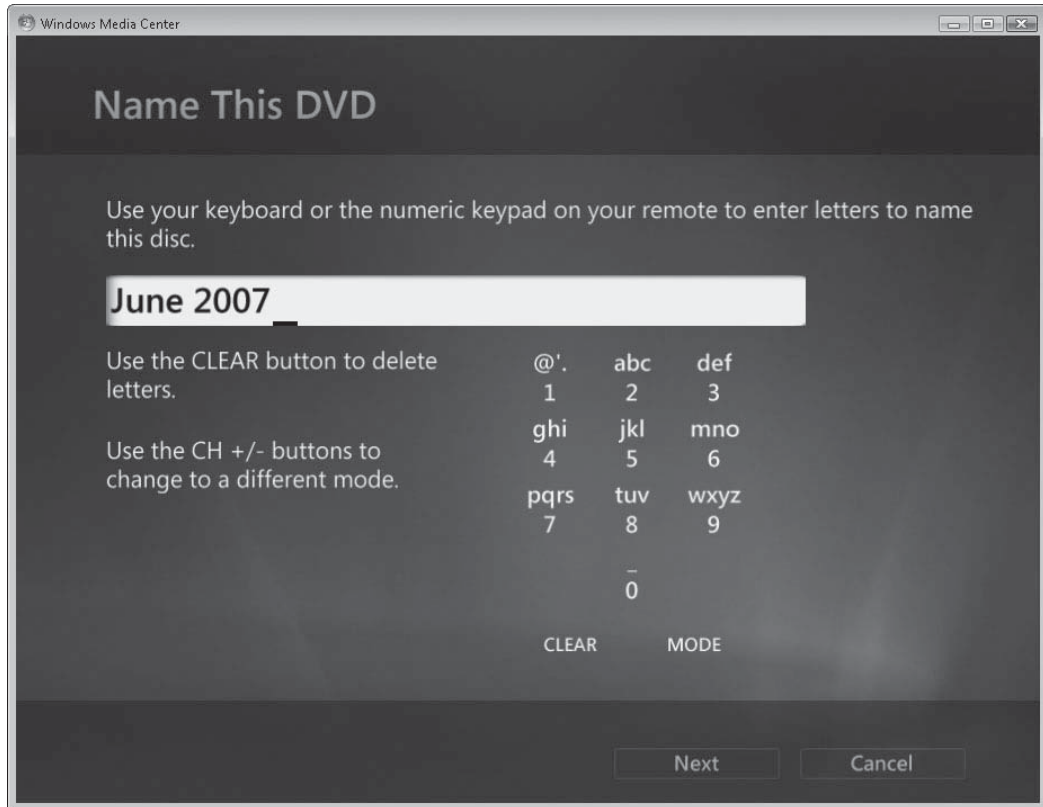 Windows Media Center
Name This DVD
Use your keyboard or the numeric keypad on your remote to enter letters to name
this disc.
June 2007_
Use the CLEAR button to delete
letters.
Use the CH +/- buttons to
change to a different mode.
@'. abc def
1 2 3
ghi jkl mno
4 5 6
pqrs tuv wxyz
7 8 9
_
0
CLEAR MODE
Next Cancel